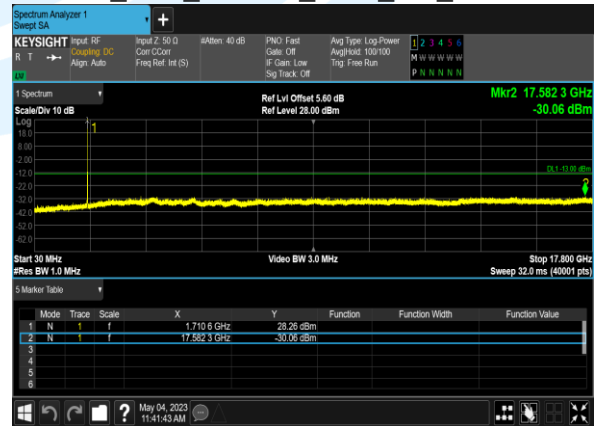 Spectrum Analyzer 1
Swept SA
KEYSIGHT
R T
LV
Input: RF
Coupling: DC
Align: Auto
Input Z: 50 Ω
Corr CCorr
Freq Ref: Int (S)
#Atten: 40 dB
PNO: Fast
Gate: Off
IF Gain: Low
Sig Track: Off
Avg Type: Log-Power
Avg|Hold: 100/100
Trig: Free Run
1 2 3 4 5 6
M W W W W W
P N N N N N
1 Spectrum
Scale/Div 10 dB
Ref Lvl Offset 5.60 dB
Ref Level 28.00 dBm
Mkr2 17.582 3 GHz
-30.06 dBm
Log
18.0
8.00
-2.00
-12.0
-22.0
-32.0
-42.0
-52.0
-62.0
1
DL1 -13.00 dBm
2
Start 30 MHz
#Res BW 1.0 MHz
Video BW 3.0 MHz
Stop 17.800 GHz
Sweep 32.0 ms (40001 pts)
5 Marker Table
Mode Trace Scale X Y Function Function Width Function Value
1 N 1 f 1.710 6 GHz 28.26 dBm
2 N 1 f 17.582 3 GHz -30.06 dBm
3
4
5
6
?
May 04, 2023
11:41:43 AM